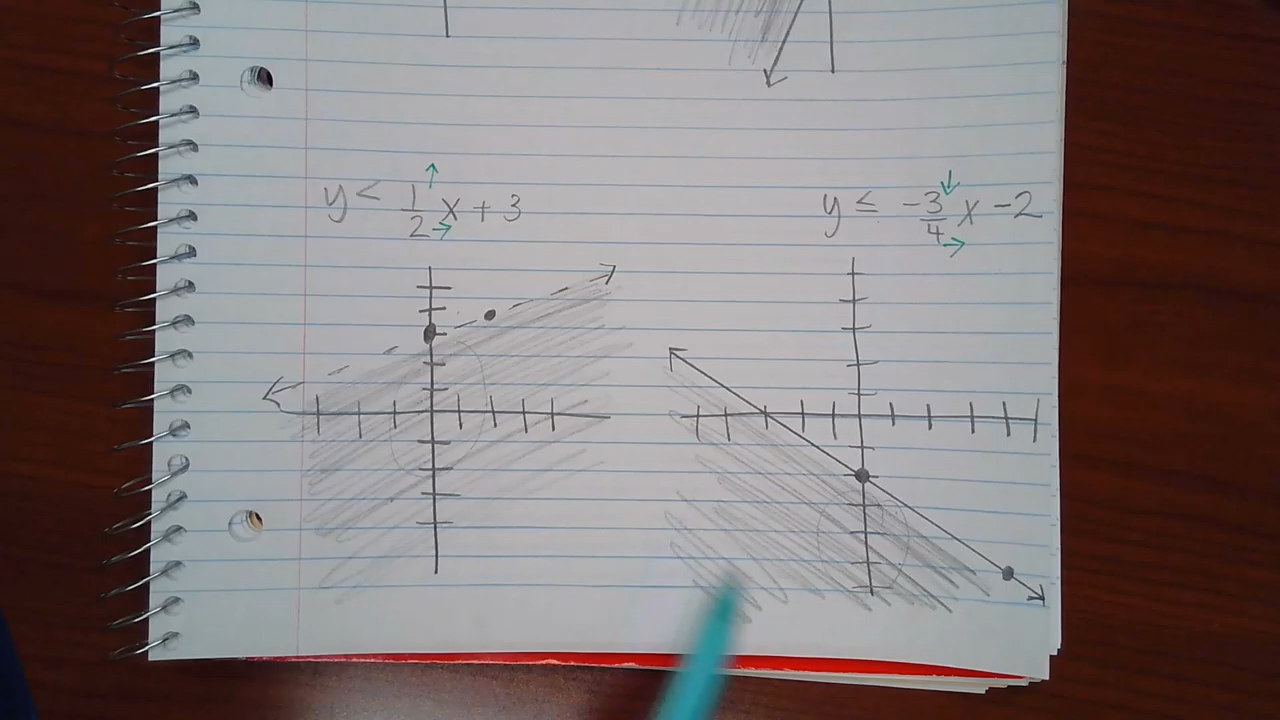 y < 1/2 x + 3
y ≤ -3/4 x - 2